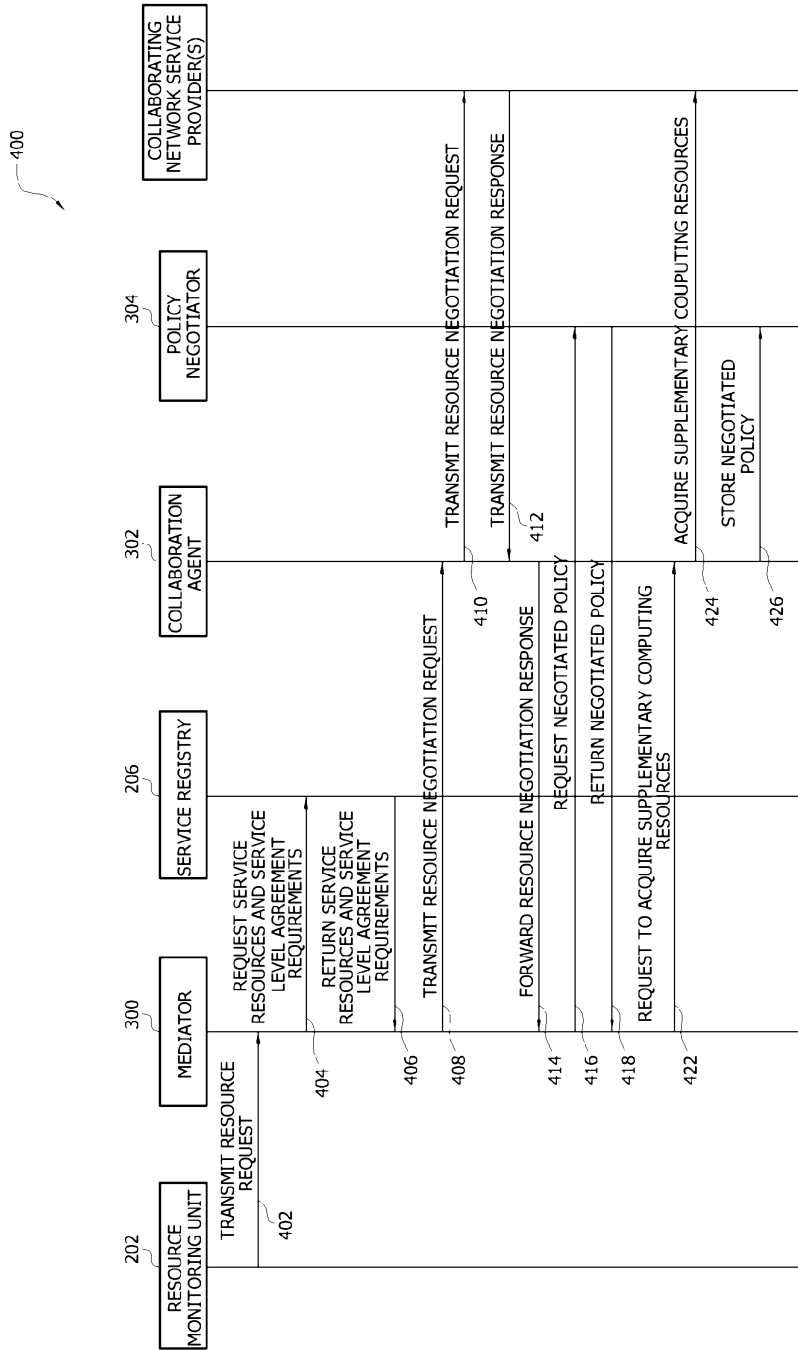 400
202
RESOURCE
MONITORING UNIT
300
MEDIATOR
206
SERVICE REGISTRY
302
COLLABORATION
AGENT
304
POLICY
NEGOTIATOR
COLLABORATING
NETWORK SERVICE
PROVIDER(S)
TRANSMIT RESOURCE
REQUEST
402
REQUEST SERVICE
RESOURCES AND SERVICE
LEVEL AGREEMENT
REQUIREMENTS
404
RETURN SERVICE
RESOURCES AND SERVICE
LEVEL AGREEMENT
REQUIREMENTS
406
TRANSMIT RESOURCE NEGOTIATION REQUEST
408
TRANSMIT RESOURCE NEGOTIATION REQUEST
410
TRANSMIT RESOURCE NEGOTIATION RESPONSE
412
FORWARD RESOURCE NEGOTIATION RESPONSE
414
REQUEST NEGOTIATED POLICY
416
RETURN NEGOTIATED POLICY
418
REQUEST TO ACQUIRE SUPPLEMENTARY COMPUTING
RESOURCES
422
ACQUIRE SUPPLEMENTARY COUPUTING RESOURCES
424
STORE NEGOTIATED
POLICY
426